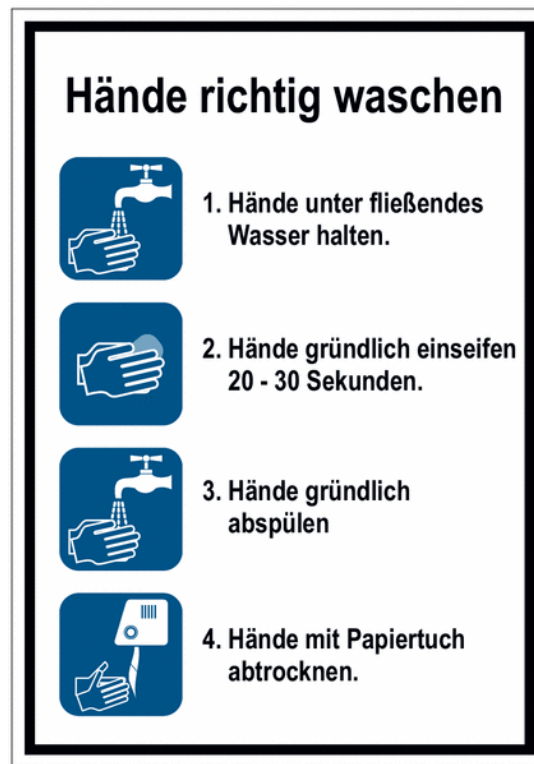 Hände richtig waschen
1. Hände unter fließendes
Wasser halten.
2. Hände gründlich einseifen
20 - 30 Sekunden.
3. Hände gründlich
abspülen
4. Hände mit Papiertuch
abtrocknen.